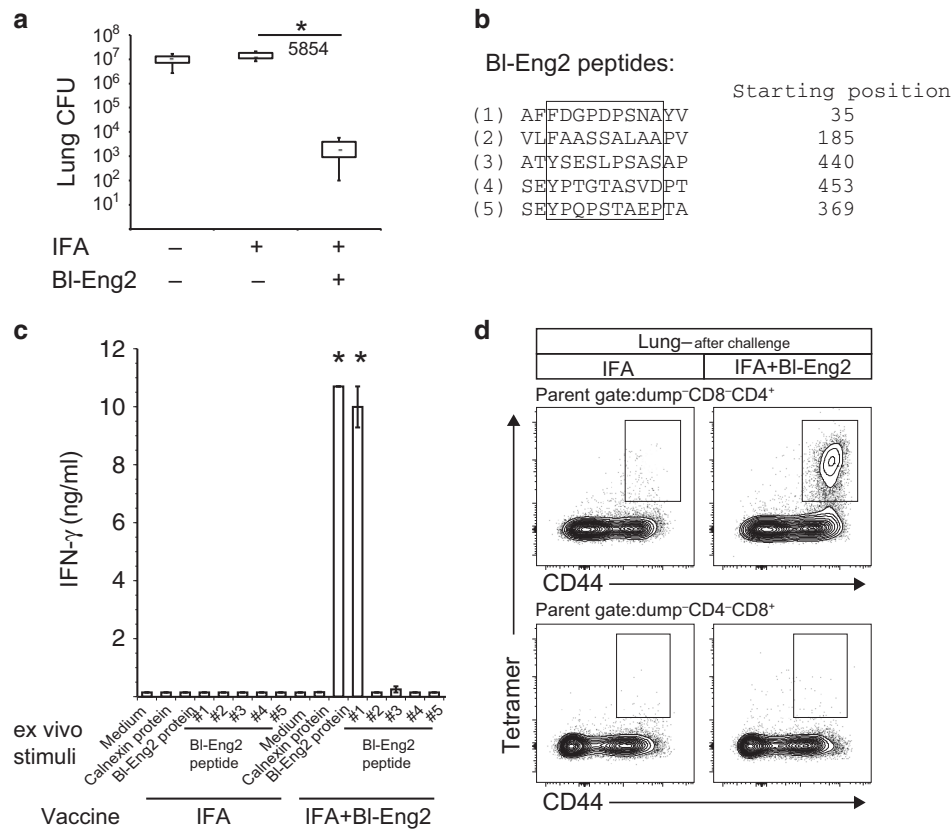 a
10⁸
10⁷
10⁶
10⁵
10⁴
10³
10²
10¹
Lung CFU
*
5854
IFA – + +
Bl-Eng2 – – +
b
Bl-Eng2 peptides:
Starting position
(1) AFFDGPDPSNAYV 35
(2) VLFAASSALAAPV 185
(3) ATYSESLPSASAP 440
(4) SEYPTGTASVDPT 453
(5) SEYPQPSTAEPTA 369
c
12
10
8
6
4
2
IFN-γ (ng/ml)
* *
ex vivo stimuli
Medium
Calnexin protein
Bl-Eng2 protein
#1
#2
#3
#4
#5
Medium
Calnexin protein
Bl-Eng2 protein
#1
#2
#3
#4
#5
Bl-Eng2 peptide
Bl-Eng2 peptide
Vaccine IFA IFA+Bl-Eng2
d
Lung–after challenge
IFA IFA+Bl-Eng2
Parent gate:dump⁻CD8⁻CD4⁺
CD44
Parent gate:dump⁻CD4⁻CD8⁺
Tetramer
CD44